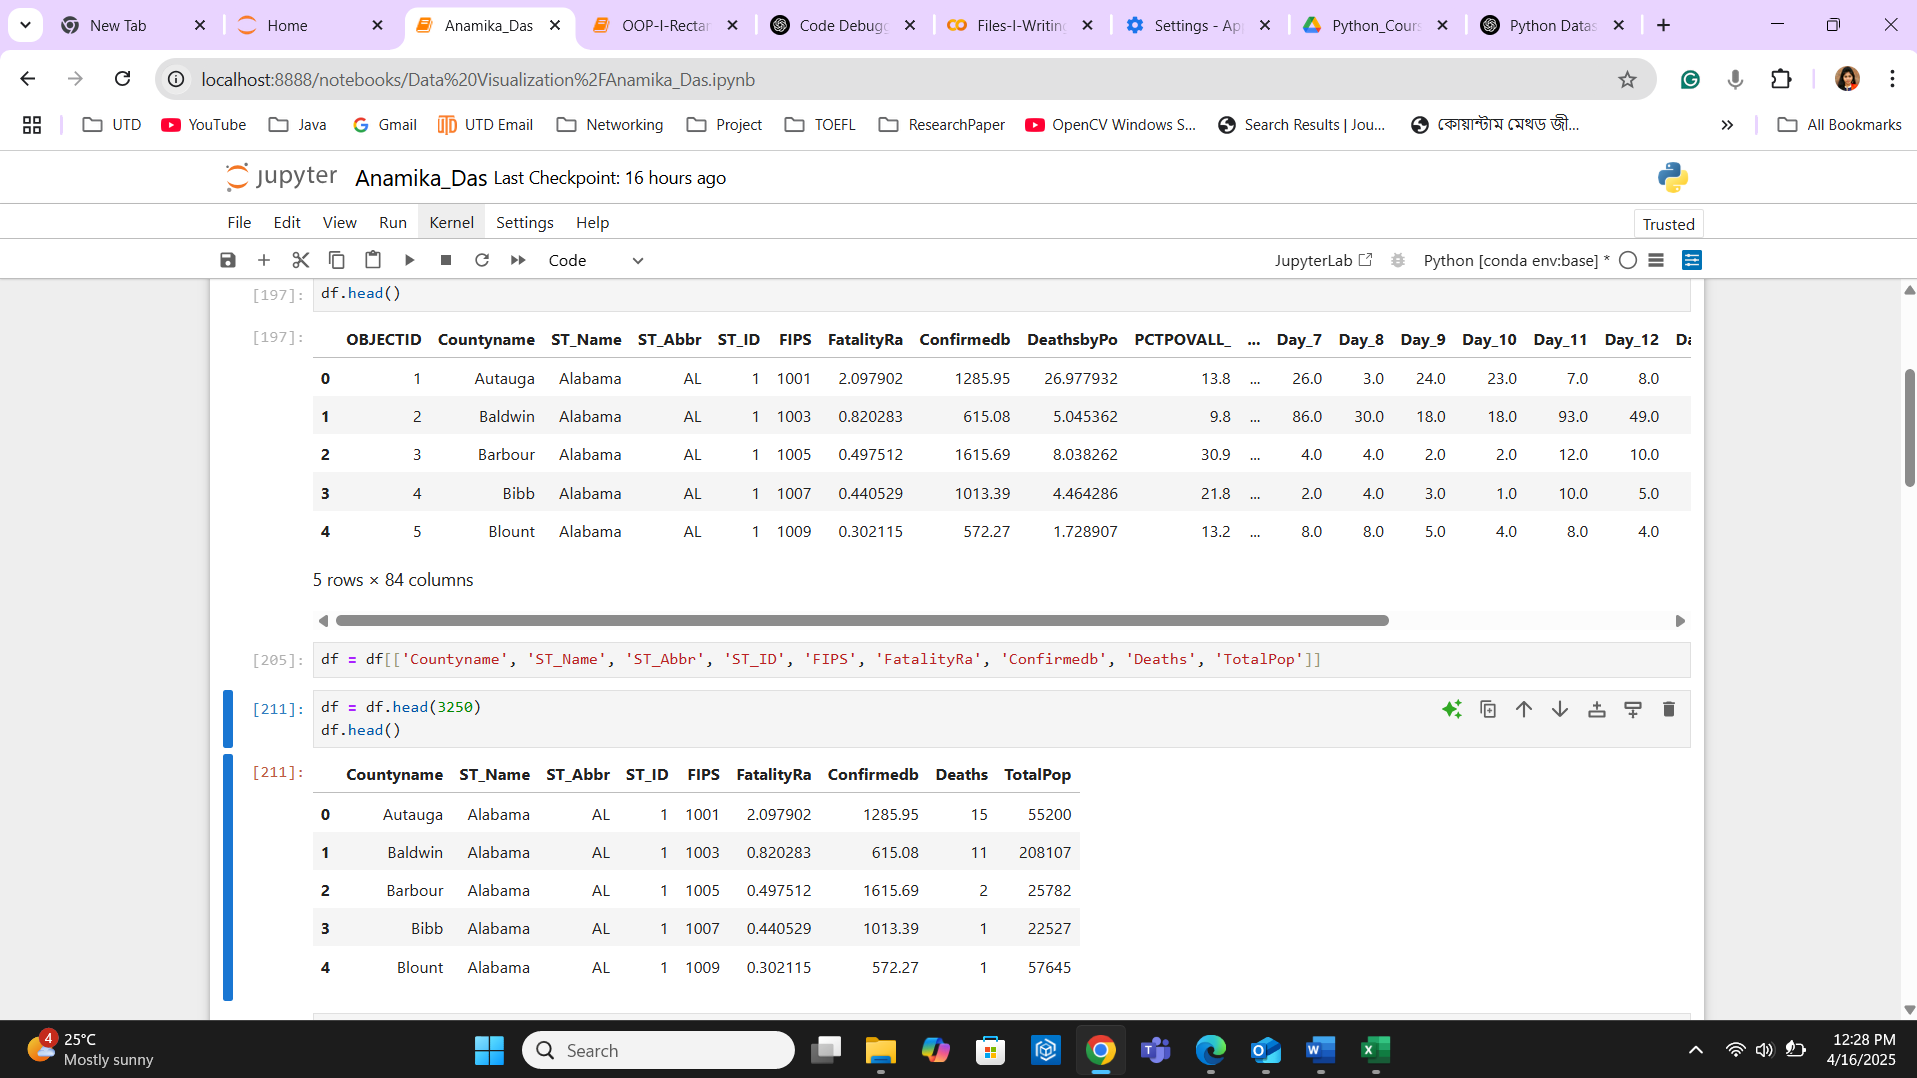 New Tab
Home
Anamika_Das
OOP-I-Rectan
Code Debugg
Files-I-Writing
Settings - App
Python_Cours
Python Datas
localhost:8888/notebooks/Data%20Visualization%2FAnamika_Das.ipynb
UTD YouTube Java Gmail UTD Email Networking Project TOEFL ResearchPaper OpenCV Windows S... Search Results | Jou... কোয়ান্টাম মেথড জী... » All Bookmarks
jupyter Anamika_Das Last Checkpoint: 16 hours ago
File Edit View Run Kernel Settings Help Trusted
Code JupyterLab Python [conda env:base] *
[197]: df.head()
[197]: OBJECTID Countyname ST_Name ST_Abbr ST_ID FIPS FatalityRa Confirmedb DeathsbyPo PCTPOVALL_ ... Day_7 Day_8 Day_9 Day_10 Day_11 Day_12 Da
0 1 Autauga Alabama AL 1 1001 2.097902 1285.95 26.977932 13.8 ... 26.0 3.0 24.0 23.0 7.0 8.0
1 2 Baldwin Alabama AL 1 1003 0.820283 615.08 5.045362 9.8 ... 86.0 30.0 18.0 18.0 93.0 49.0
2 3 Barbour Alabama AL 1 1005 0.497512 1615.69 8.038262 30.9 ... 4.0 4.0 2.0 2.0 12.0 10.0
3 4 Bibb Alabama AL 1 1007 0.440529 1013.39 4.464286 21.8 ... 2.0 4.0 3.0 1.0 10.0 5.0
4 5 Blount Alabama AL 1 1009 0.302115 572.27 1.728907 13.2 ... 8.0 8.0 5.0 4.0 8.0 4.0
5 rows × 84 columns
[205]: df = df[['Countyname', 'ST_Name', 'ST_Abbr', 'ST_ID', 'FIPS', 'FatalityRa', 'Confirmedb', 'Deaths', 'TotalPop']]
[211]: df = df.head(3250)
df.head()
[211]: Countyname ST_Name ST_Abbr ST_ID FIPS FatalityRa Confirmedb Deaths TotalPop
0 Autauga Alabama AL 1 1001 2.097902 1285.95 15 55200
1 Baldwin Alabama AL 1 1003 0.820283 615.08 11 208107
2 Barbour Alabama AL 1 1005 0.497512 1615.69 2 25782
3 Bibb Alabama AL 1 1007 0.440529 1013.39 1 22527
4 Blount Alabama AL 1 1009 0.302115 572.27 1 57645
4 25°C
Mostly sunny
Search
12:28 PM
4/16/2025